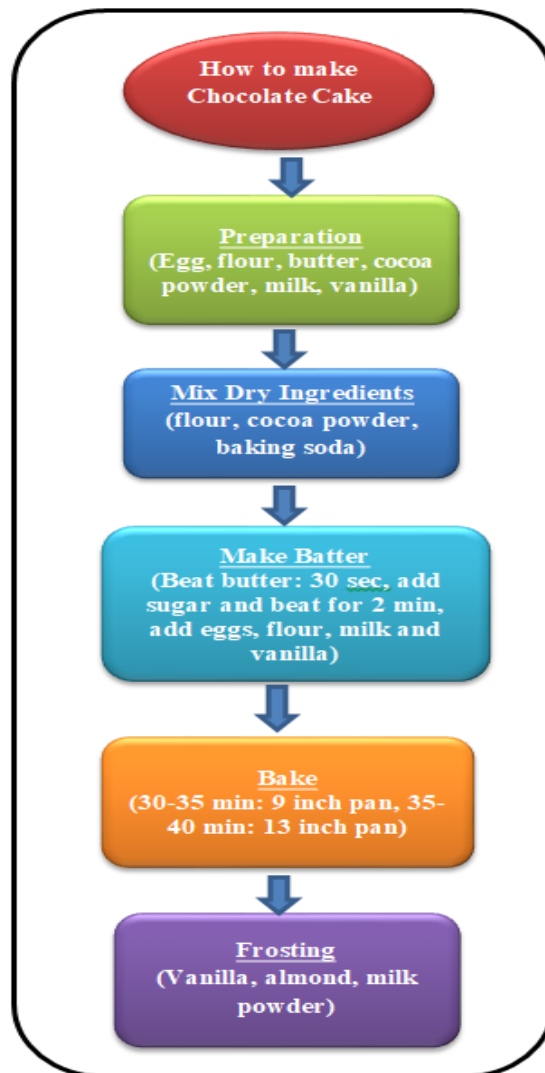 How to make
Chocolate Cake
Preparation
(Egg, flour, butter, cocoa
powder, milk, vanilla)
Mix Dry Ingredients
(flour, cocoa powder,
baking soda)
Make Batter
(Beat butter: 30 sec, add
sugar and beat for 2 min,
add eggs, flour, milk and
vanilla)
Bake
(30-35 min: 9 inch pan, 35-
40 min: 13 inch pan)
Frosting
(Vanilla, almond, milk
powder)